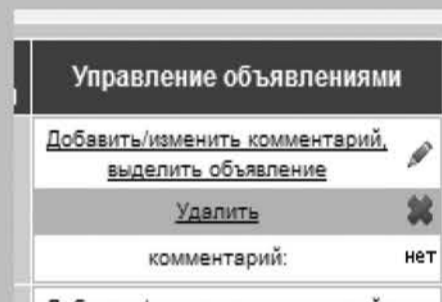 Управление объявлениями
Добавить/изменить комментарий,
выделить объявление
Удалить
комментарий: нет